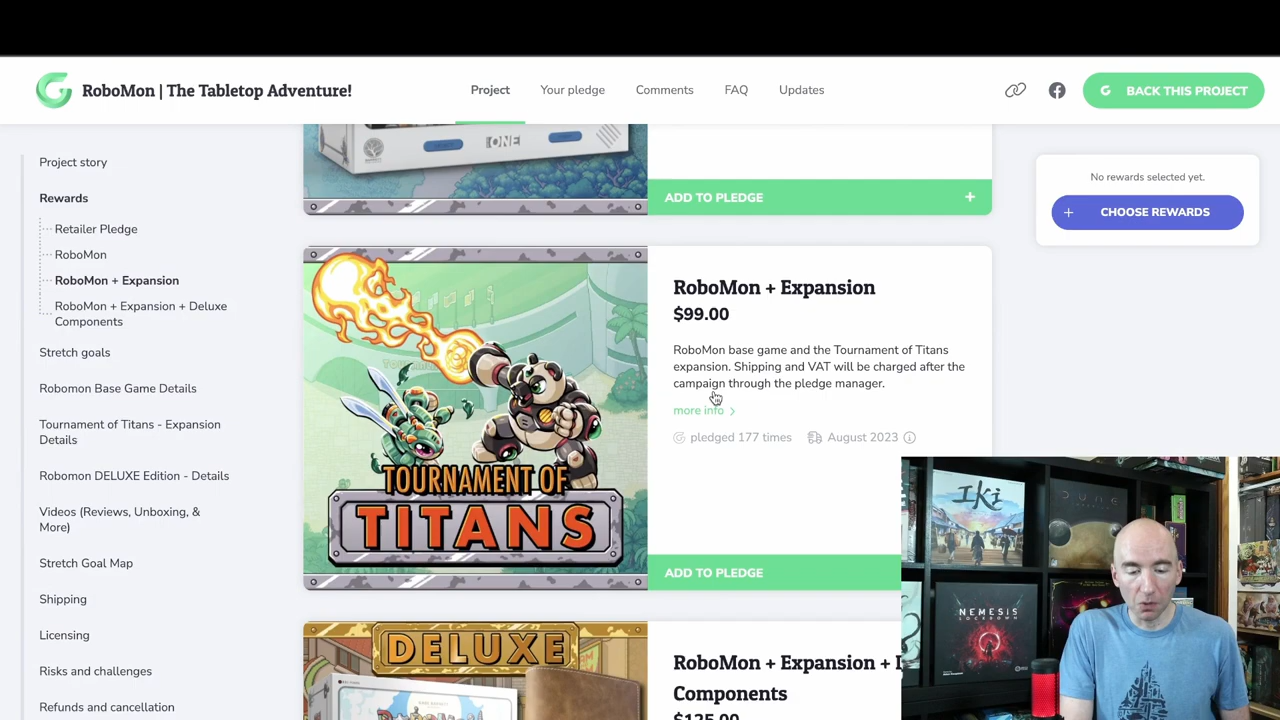 RoboMon | The Tabletop Adventure!
Project
Your pledge
Comments
FAQ
Updates
BACK THIS PROJECT
Project story
Rewards
Retailer Pledge
RoboMon
RoboMon + Expansion
RoboMon + Expansion + Deluxe
Components
Stretch goals
Robomon Base Game Details
Tournament of Titans - Expansion
Details
Robomon DELUXE Edition - Details
Videos (Reviews, Unboxing, &
More)
Stretch Goal Map
Shipping
Licensing
Risks and challenges
Refunds and cancellation
ONE
ADD TO PLEDGE +
TOURNAMENT OF
TITANS
RoboMon + Expansion
$99.00
RoboMon base game and the Tournament of Titans
expansion. Shipping and VAT will be charged after the
campaign through the pledge manager.
more info >
pledged 177 times
August 2023
ADD TO PLEDGE
DELUXE
RoboMon + Expansion +
Components
$125.00
No rewards selected yet.
+ CHOOSE REWARDS
IKI
DUNE
NEMESIS
LOCKDOWN